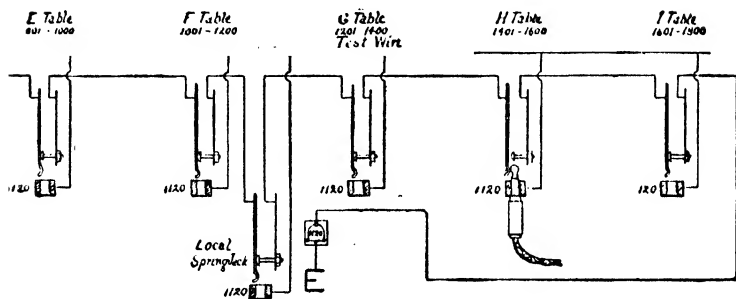 E Table
801-1000
F Table
1001-1200
G Table
1201-1400
Test Wire
H Table
1401-1600
I Table
1601-1800
1120
1120
1120
1120
120
Local
Springjack
1120
1120
E